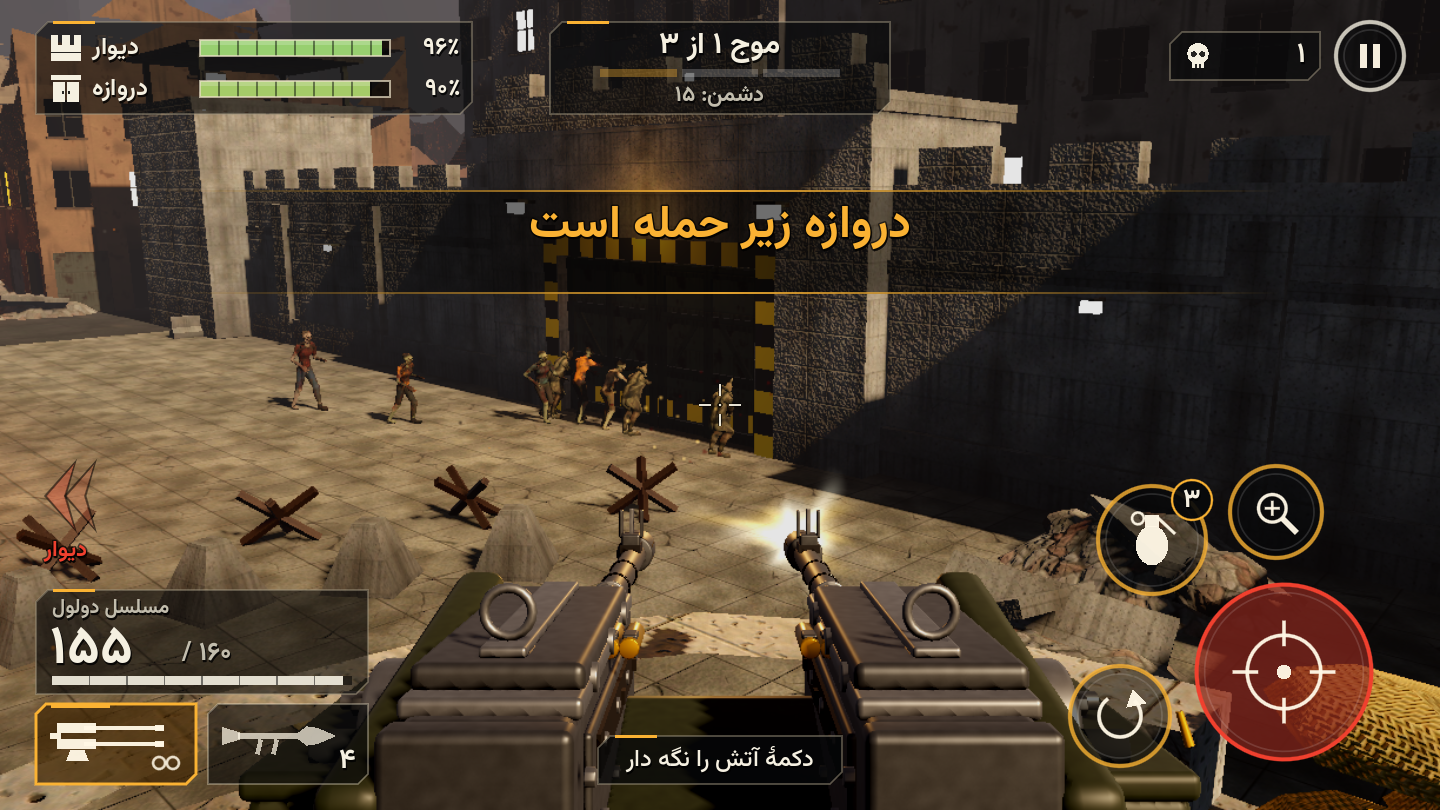 دیوار ۹۶٪
دروازه ۹۰٪
موج ۱ از ۳
دشمن: ۱۵
۱
دروازه زیر حمله است
دیوار
۳
مسلسل دولول
۱۵۵ / ۱۶۰
∞
۴
دکمهٔ آتش را نگه دار